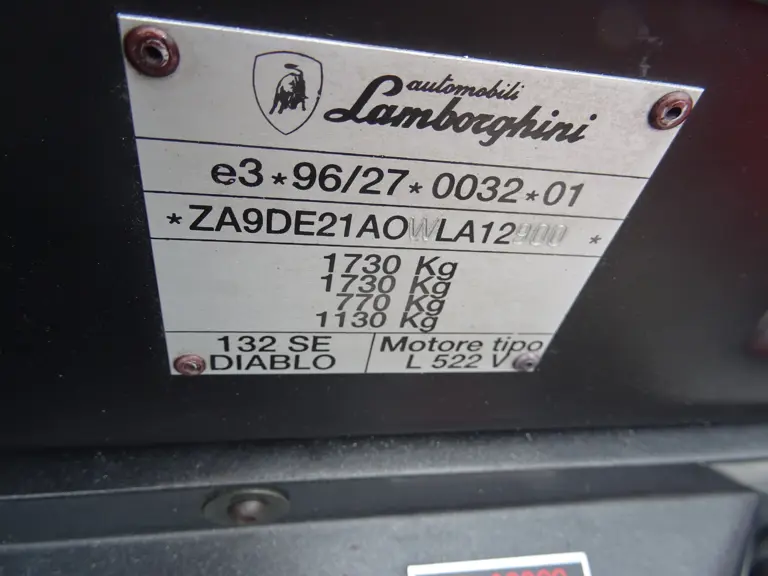 automobili
Lamborghini
e3*96/27*0032*01
*ZA9DE21AOWLA12900*
1730 Kg
1730 Kg
770 Kg
1130 Kg
132 SE
DIABLO
Motore tipo
L 522 V